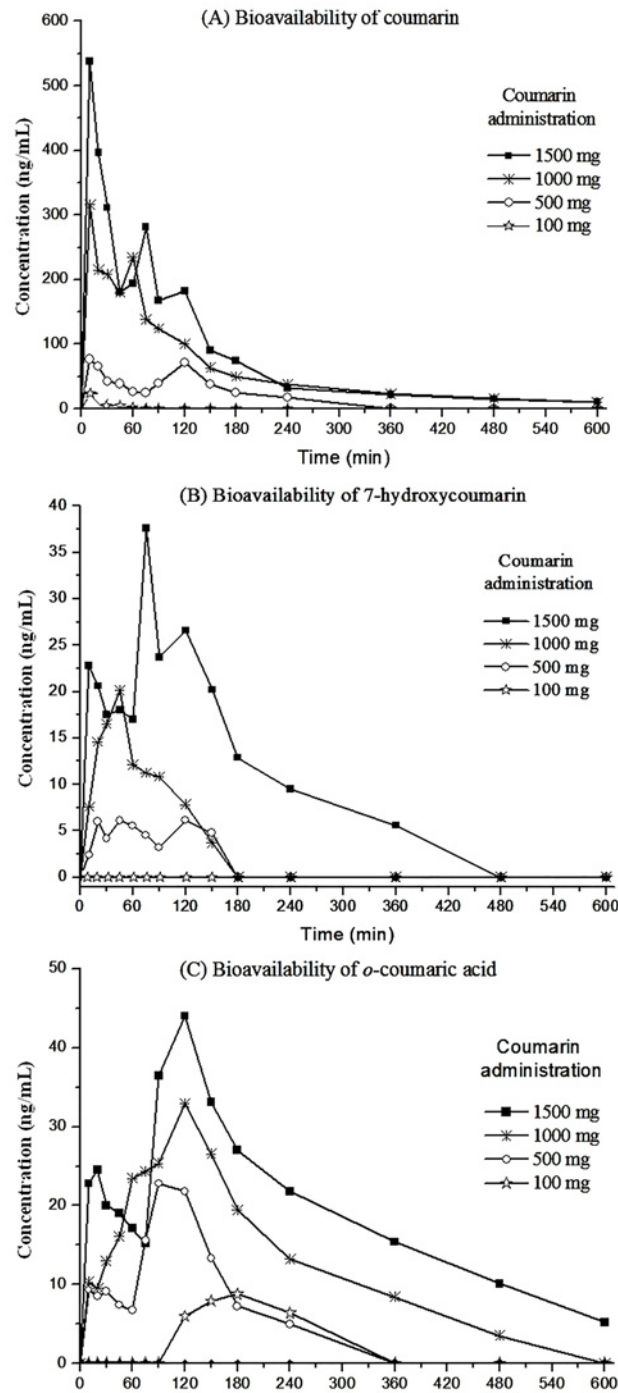 (A) Bioavailability of coumarin
600
500
400
300
200
100
0
Concentration (ng/mL)
Coumarin
administration
1500 mg
1000 mg
500 mg
100 mg
0 60 120 180 240 300 360 420 480 540 600
Time (min)
(B) Bioavailability of 7-hydroxycoumarin
40
35
30
25
20
15
10
5
0
Concentration (ng/mL)
Coumarin
administration
1500 mg
1000 mg
500 mg
100 mg
0 60 120 180 240 300 360 420 480 540 600
Time (min)
(C) Bioavailability of o-coumaric acid
50
40
30
20
10
0
Concentration (ng/mL)
Coumarin
administration
1500 mg
1000 mg
500 mg
100 mg
0 60 120 180 240 300 360 420 480 540 600